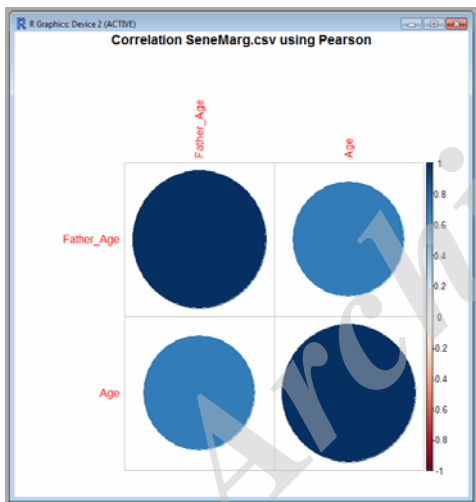 R Graphics: Device 2 (ACTIVE)
Correlation SeneMarg.csv using Pearson
Father_Age
Age
Father_Age
Age
1
0.8
0.6
0.4
0.2
0
-0.2
-0.4
-0.6
-0.8
-1
Archi